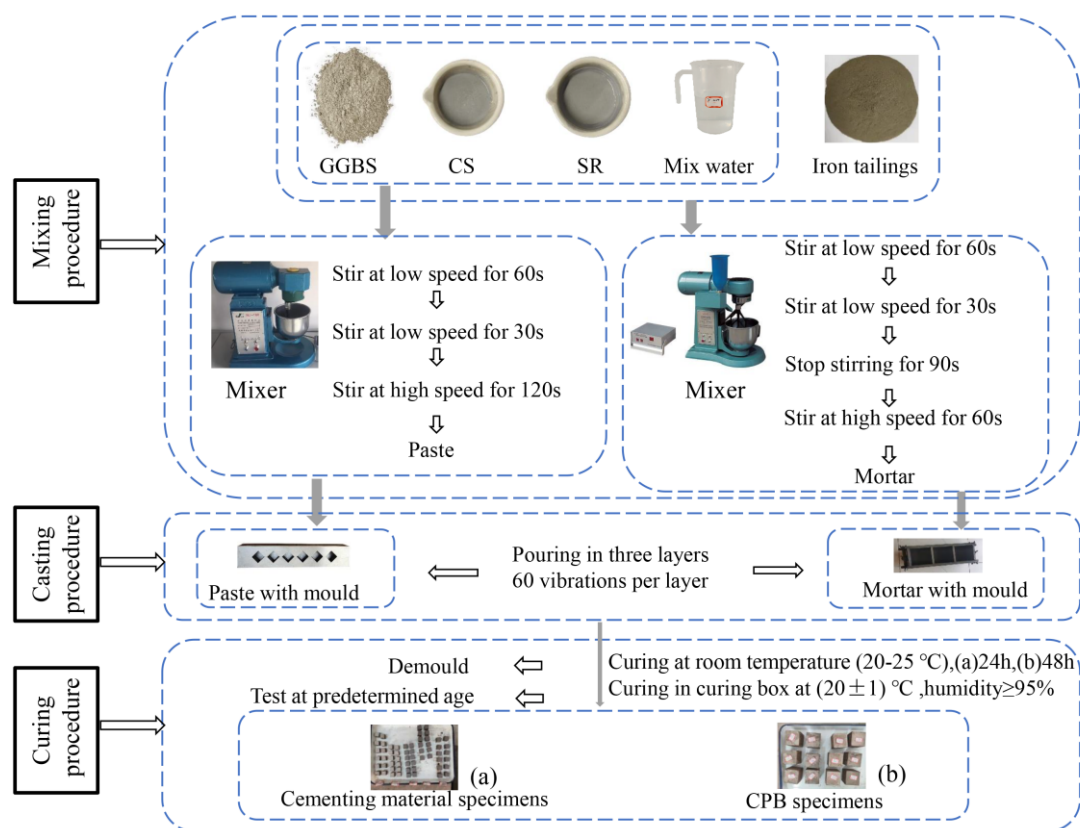 Mixing
procedure
GGBS
CS
SR
Mix water
Iron tailings
Stir at low speed for 60s
Stir at low speed for 30s
Stir at high speed for 120s
Paste
Mixer
Stir at low speed for 60s
Stir at low speed for 30s
Stop stirring for 90s
Stir at high speed for 60s
Mortar
Mixer
Casting
procedure
Paste with mould
Pouring in three layers
60 vibrations per layer
Mortar with mould
Curing
procedure
Demould
Curing at room temperature (20-25 ℃),(a)24h,(b)48h
Test at predetermined age
Curing in curing box at (20±1) ℃ ,humidity≥95%
(a)
Cementing material specimens
(b)
CPB specimens